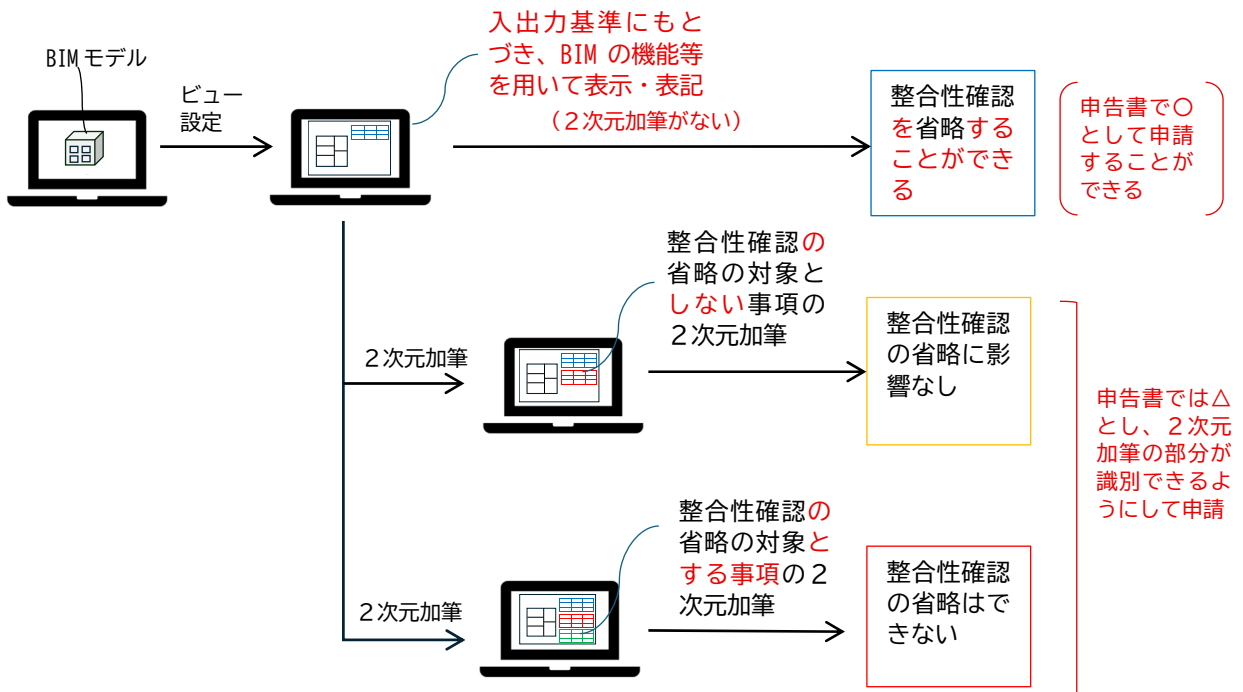 BIMモデル
ビュー
設定
入出力基準にもと
づき、BIM の機能等
を用いて表示・表記
（２次元加筆がない）
整合性確認
を省略する
ことができ
る
申告書で〇
として申請
することが
できる
２次元加筆
整合性確認の
省略の対象と
しない事項の
２次元加筆
整合性確認
の省略に影
響なし
２次元加筆
整合性確認の
省略の対象と
する事項の２
次元加筆
整合性確認
の省略はで
きない
申告書では△
とし、２次元
加筆の部分が
識別できるよ
うにして申請